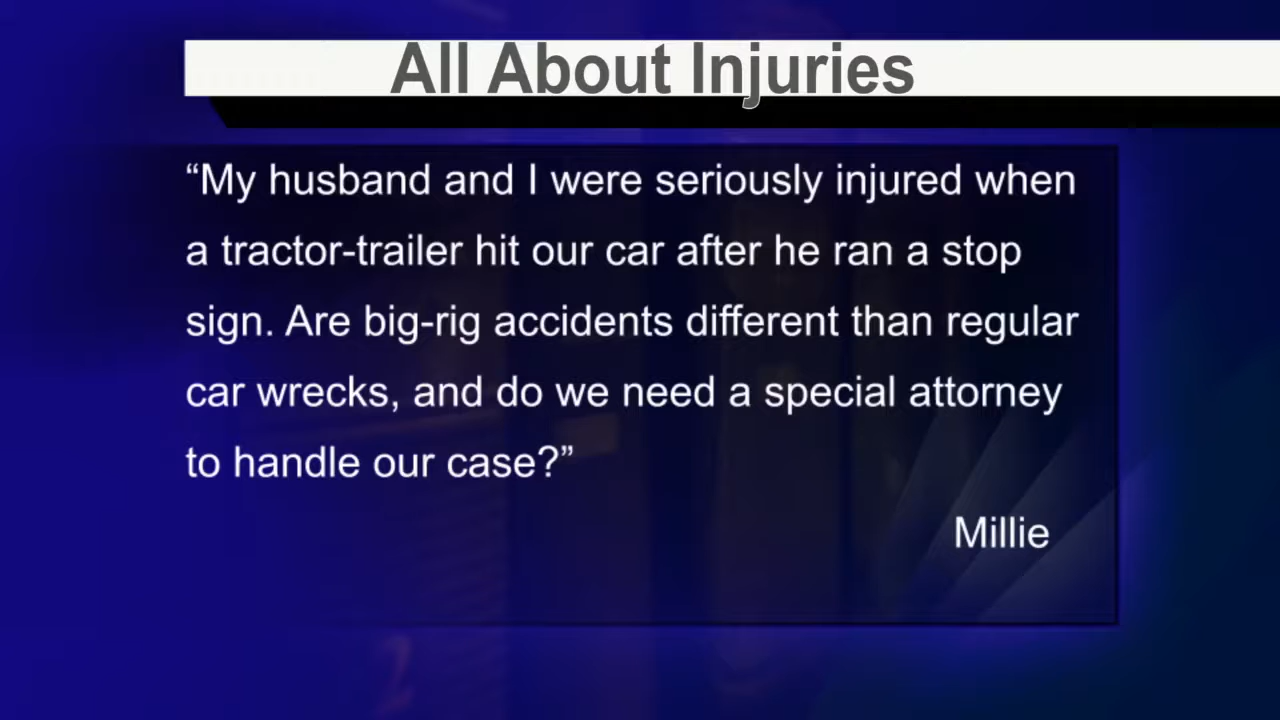 All About Injuries
“My husband and I were seriously injured when
a tractor-trailer hit our car after he ran a stop
sign. Are big-rig accidents different than regular
car wrecks, and do we need a special attorney
to handle our case?”
Millie